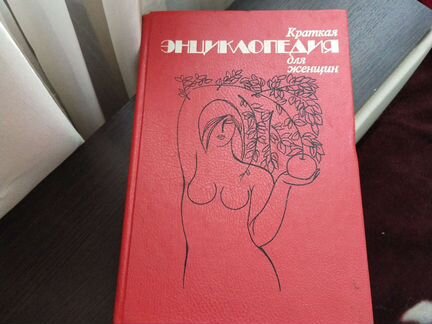 Краткая
ЭНЦИКЛОПЕДИЯ
для
женщин